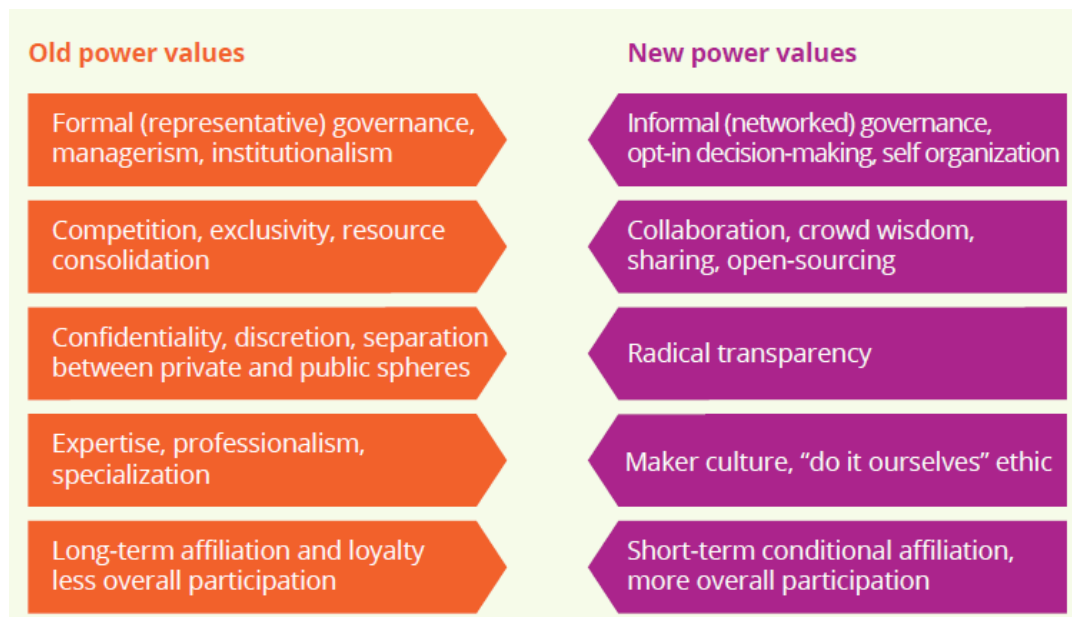 Old power values
New power values
Formal (representative) governance,
managerism, institutionalism
Informal (networked) governance,
opt-in decision-making, self organization
Competition, exclusivity, resource
consolidation
Collaboration, crowd wisdom,
sharing, open-sourcing
Confidentiality, discretion, separation
between private and public spheres
Radical transparency
Expertise, professionalism,
specialization
Maker culture, “do it ourselves” ethic
Long-term affiliation and loyalty
less overall participation
Short-term conditional affiliation,
more overall participation